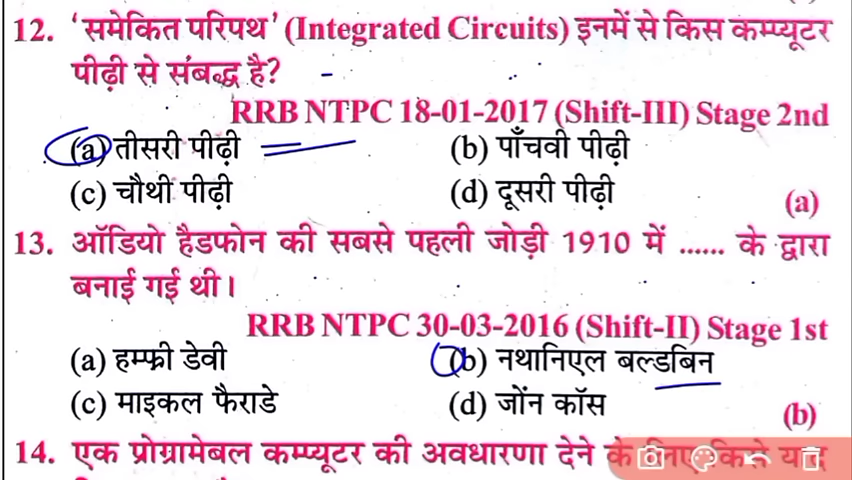 12. 'समेकित परिपथ' (Integrated Circuits) इनमें से किस कम्प्यूटर
पीढ़ी से संबद्ध है?
RRB NTPC 18-01-2017 (Shift-III) Stage 2nd
(a) तीसरी पीढ़ी (b) पाँचवी पीढ़ी
(c) चौथी पीढ़ी (d) दूसरी पीढ़ी (a)
13. ऑडियो हैडफोन की सबसे पहली जोड़ी 1910 में ...... के द्वारा
बनाई गई थी।
RRB NTPC 30-03-2016 (Shift-II) Stage 1st
(a) हम्फ्री डेवी (b) नथानिएल बल्डबिन
(c) माइकल फैराडे (d) जोंन कॉस (b)
14. एक प्रोग्रामेबल कम्प्यूटर की अवधारणा देने के लिए किसे याद